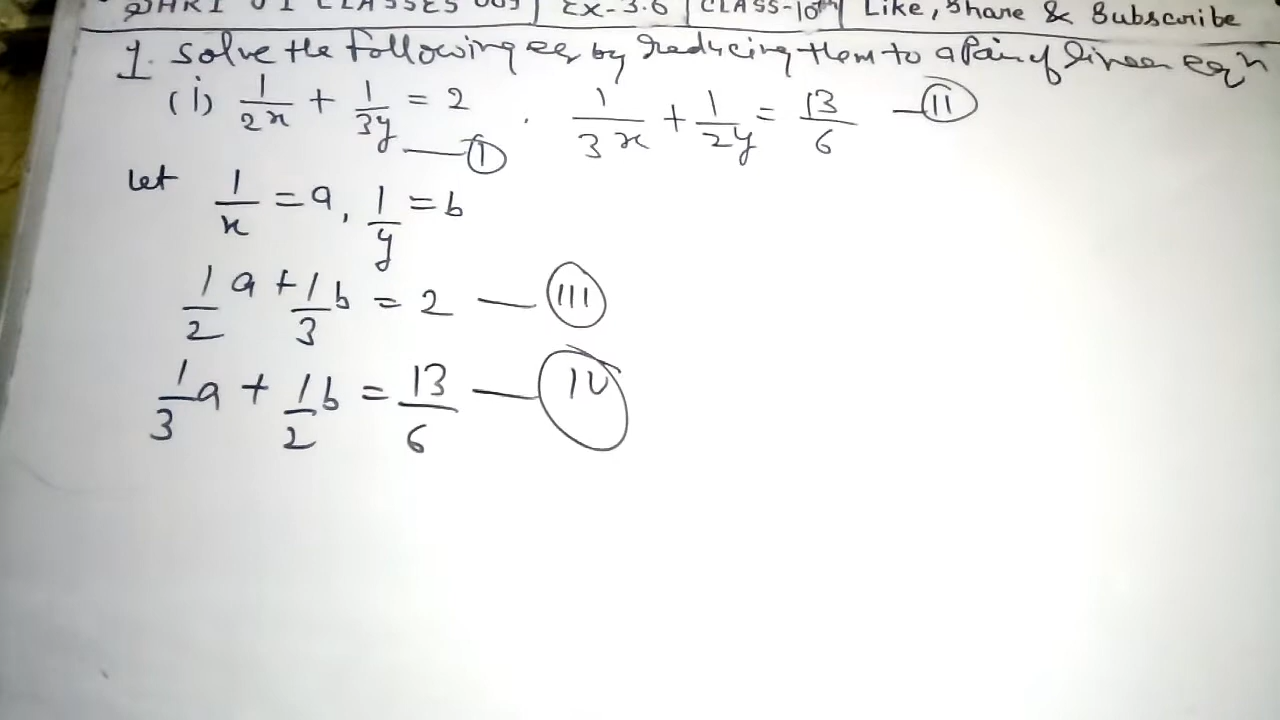 CLASSES 009 | EX-3.6 | CLASS-10th | Like, Share & Subscribe
1. Solve the following eq by reducing them to a Pair of linear eqn
(i) 1/2x + 1/3y = 2 —(I) , 1/3x + 1/2y = 13/6 —(II)
Let 1/x = a, 1/y = b
1/2 a + 1/3 b = 2 —(III)
1/3 a + 1/2 b = 13/6 —(IV)